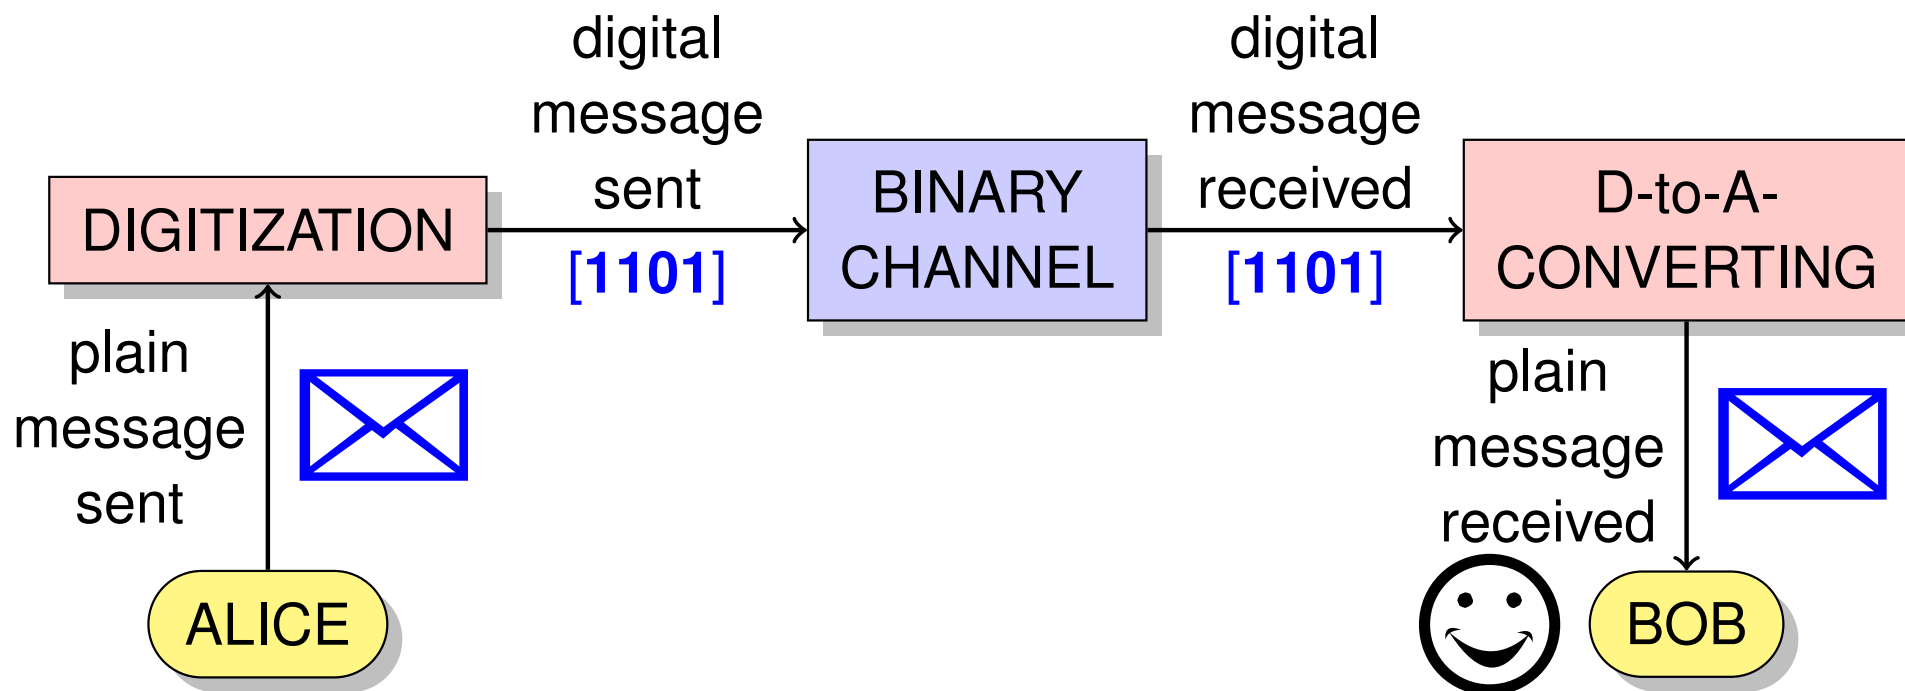 digital
message
sent
digital
message
received
DIGITIZATION
[1101]
BINARY
CHANNEL
[1101]
D-to-A-
CONVERTING
plain
message
sent
plain
message
received
ALICE
BOB